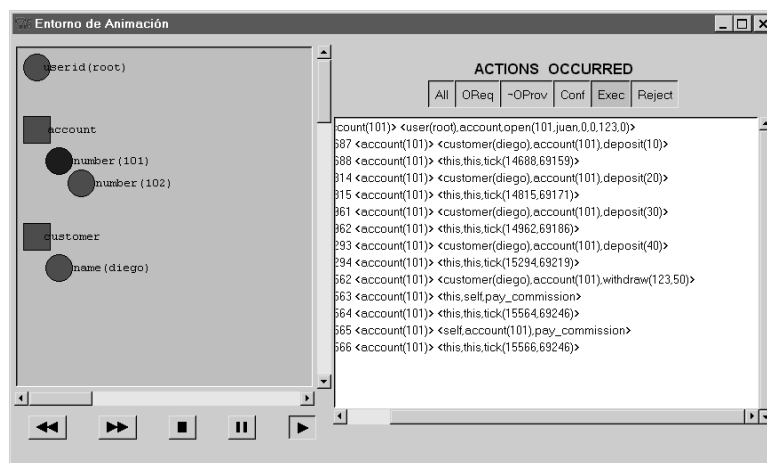 Entorno de Animación
userid(root)
account
number(101)
number(102)
customer
name(diego)
ACTIONS OCCURRED
All OReq ¬OProv Conf Exec Reject
ccount(101)> <user(root),account,open(101,juan,0,0,123,0)>
687 <account(101)> <customer(diego),account(101),deposit(10)>
688 <account(101)> <this,this,tick(14688,69159)>
814 <account(101)> <customer(diego),account(101),deposit(20)>
815 <account(101)> <this,this,tick(14815,69171)>
961 <account(101)> <customer(diego),account(101),deposit(30)>
962 <account(101)> <this,this,tick(14962,69186)>
293 <account(101)> <customer(diego),account(101),deposit(40)>
294 <account(101)> <this,this,tick(15294,69219)>
562 <account(101)> <customer(diego),account(101),withdraw(123,50)>
563 <account(101)> <this,self,pay_commission>
564 <account(101)> <this,this,tick(15564,69246)>
565 <account(101)> <self,account(101),pay_commission>
566 <account(101)> <this,this,tick(15566,69246)>